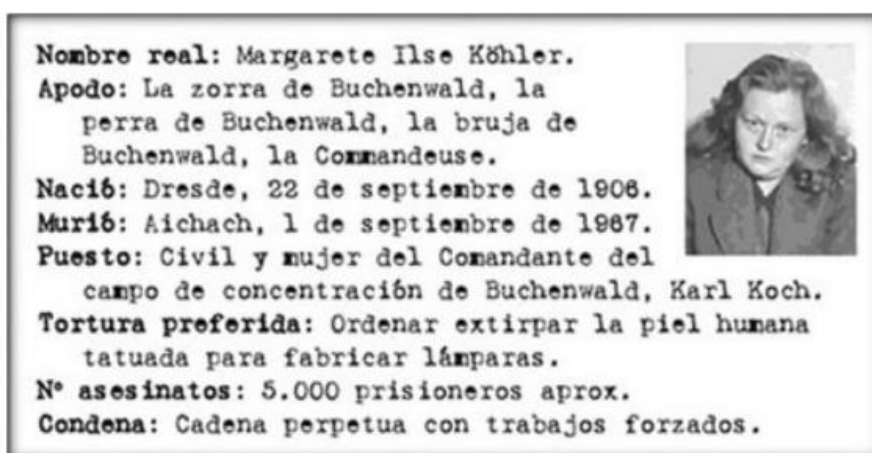 Nombre real: Margarete Ilse Köhler.
Apodo: La zorra de Buchenwald, la
perra de Buchenwald, la bruja de
Buchenwald, la Commandeuse.
Nació: Dresde, 22 de septiembre de 1906.
Murió: Aichach, 1 de septiembre de 1967.
Puesto: Civil y mujer del Comandante del
campo de concentración de Buchenwald, Karl Koch.
Tortura preferida: Ordenar extirpar la piel humana
tatuada para fabricar lámparas.
Nº asesinatos: 5.000 prisioneros aprox.
Condena: Cadena perpetua con trabajos forzados.